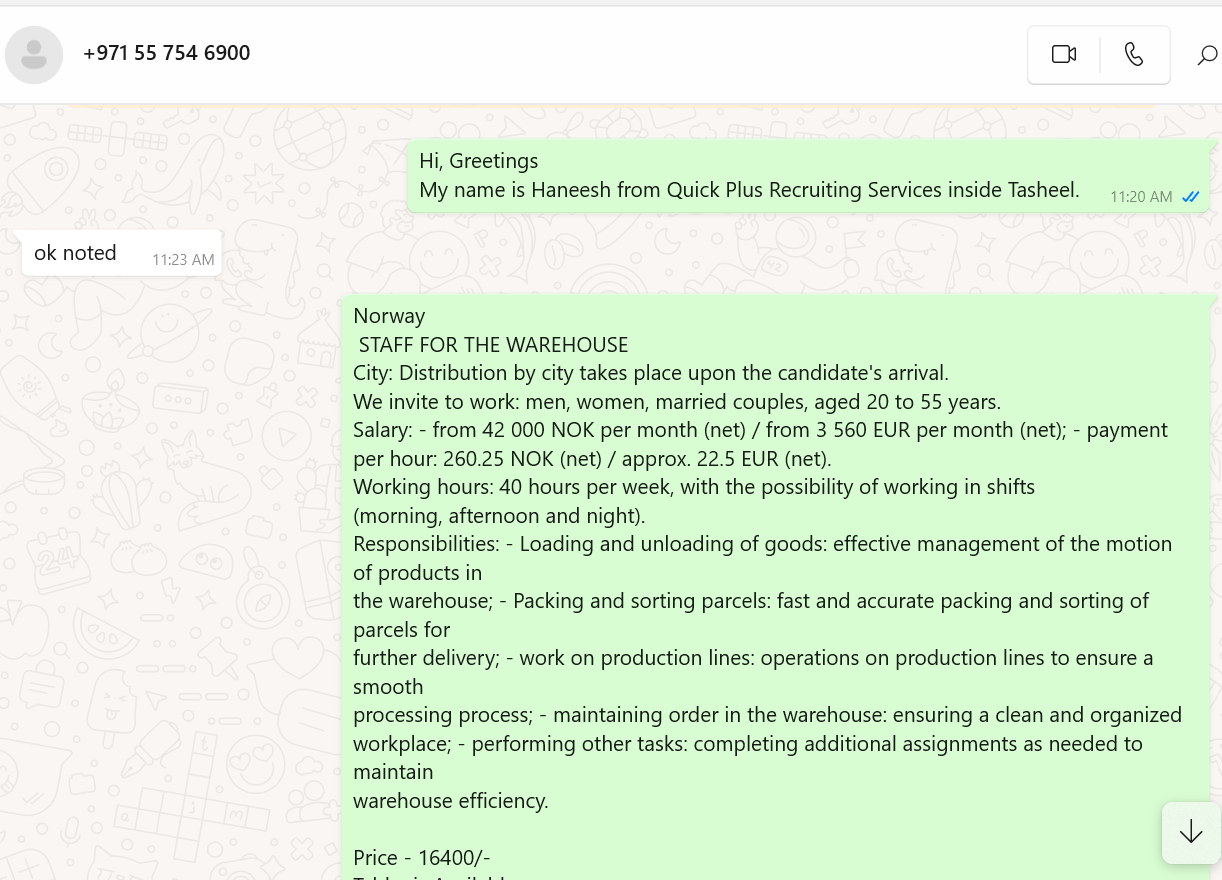 +971 55 754 6900
Hi, Greetings
My name is Haneesh from Quick Plus Recruiting Services inside Tasheel.
11:20 AM
ok noted
11:23 AM
Norway
STAFF FOR THE WAREHOUSE
City: Distribution by city takes place upon the candidate's arrival.
We invite to work: men, women, married couples, aged 20 to 55 years.
Salary: - from 42 000 NOK per month (net) / from 3 560 EUR per month (net); - payment
per hour: 260.25 NOK (net) / approx. 22.5 EUR (net).
Working hours: 40 hours per week, with the possibility of working in shifts
(morning, afternoon and night).
Responsibilities: - Loading and unloading of goods: effective management of the motion
of products in
the warehouse; - Packing and sorting parcels: fast and accurate packing and sorting of
parcels for
further delivery; - work on production lines: operations on production lines to ensure a
smooth
processing process; - maintaining order in the warehouse: ensuring a clean and organized
workplace; - performing other tasks: completing additional assignments as needed to
maintain
warehouse efficiency.
Price - 16400/-